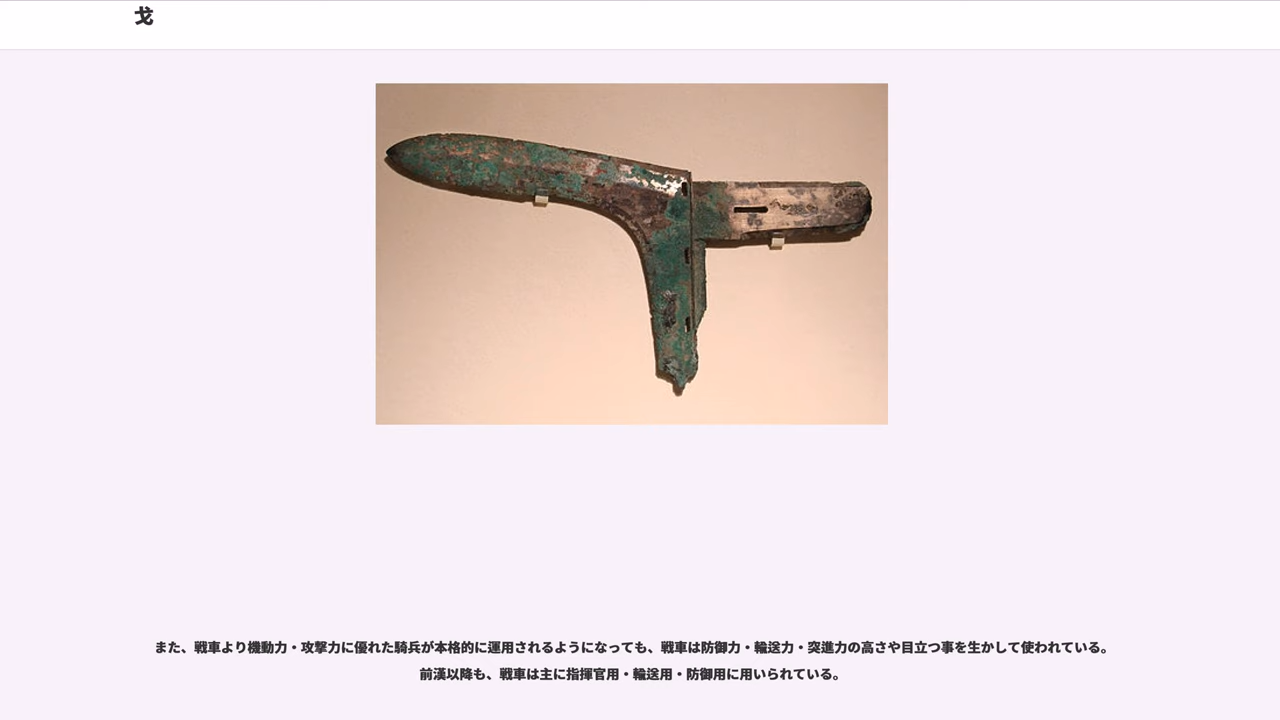 戈
また、戦車より機動力・攻撃力に優れた騎兵が本格的に運用されるようになっても、戦車は防御力・輸送力・突進力の高さや目立つ事を生かして使われている。
前漢以降も、戦車は主に指揮官用・輸送用・防御用に用いられている。